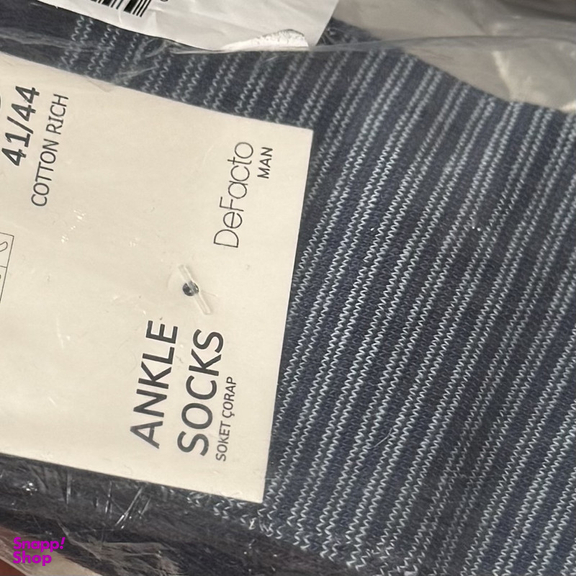 41/44
COTTON RICH
DeFacto
MAN
ANKLE
SOCKS
SOKET ÇORAP
Snapp!
Shop